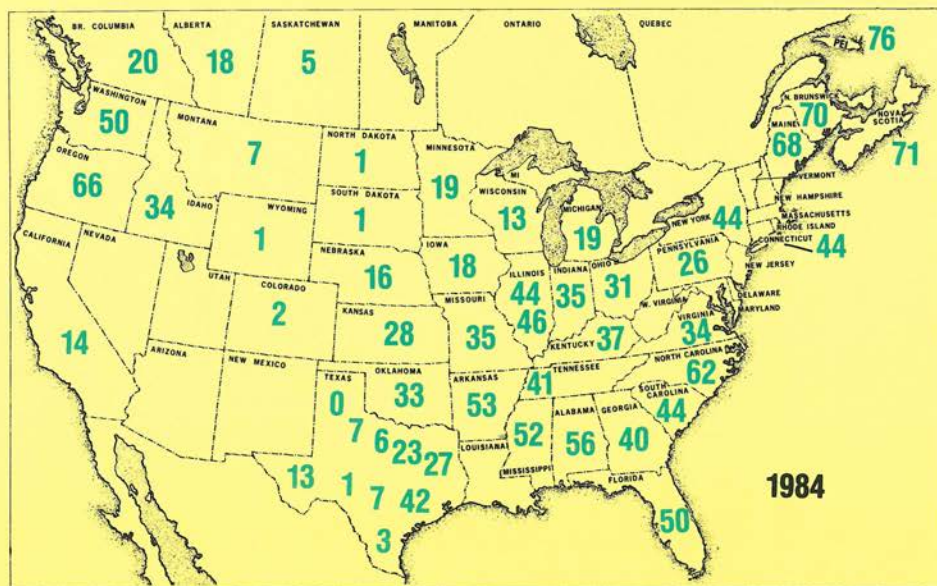 BR. COLUMBIA ALBERTA SASKATCHEWAN MANITOBA ONTARIO QUEBEC
PEI 76
20 18 5
N. BRUNSWICK 70
WASHINGTON 50
MONTANA 7
NORTH DAKOTA 1
MINNESOTA 19
MAINE 68
NOVA SCOTIA 71
OREGON 66
IDAHO 34
WYOMING 1
SOUTH DAKOTA 1
WISCONSIN 13
MI
MICHIGAN 19
VERMONT
NEW HAMPSHIRE
NEW YORK 44
MASSACHUSETTS
RHODE ISLAND
CONNECTICUT 44
CALIFORNIA 14
NEVADA
UTAH
COLORADO 2
NEBRASKA 16
IOWA 18
ILLINOIS 44 46
INDIANA 35
OHIO 31
PENNSYLVANIA 26
NEW JERSEY
KANSAS 28
MISSOURI 35
KENTUCKY 37
W. VIRGINIA
VIRGINIA 34
DELAWARE
MARYLAND
ARIZONA
NEW MEXICO
OKLAHOMA 33
ARKANSAS 53
TENNESSEE 41
NORTH CAROLINA 62
SOUTH CAROLINA 44
TEXAS 0
7 6 23 27
13 1 7 42
3
LOUISIANA
MISSISSIPPI 52
ALABAMA 56
GEORGIA 40
FLORIDA 50
1984